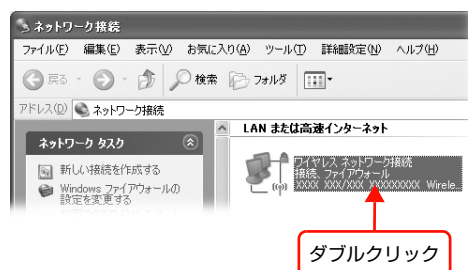 ネットワーク接続
ファイル(F) 編集(E) 表示(V) お気に入り(A) ツール(T) 詳細設定(N) ヘルプ(H)
戻る 検索 フォルダ
アドレス(D) ネットワーク接続
LAN または高速インターネット
ネットワーク タスク
新しい接続を作成する
Windows ファイアウォールの
設定を変更する
ワイヤレス ネットワーク接続
接続、ファイアウォール
XXXX XXX/XXX XXXXXXXXX Wirele...
ダブルクリック